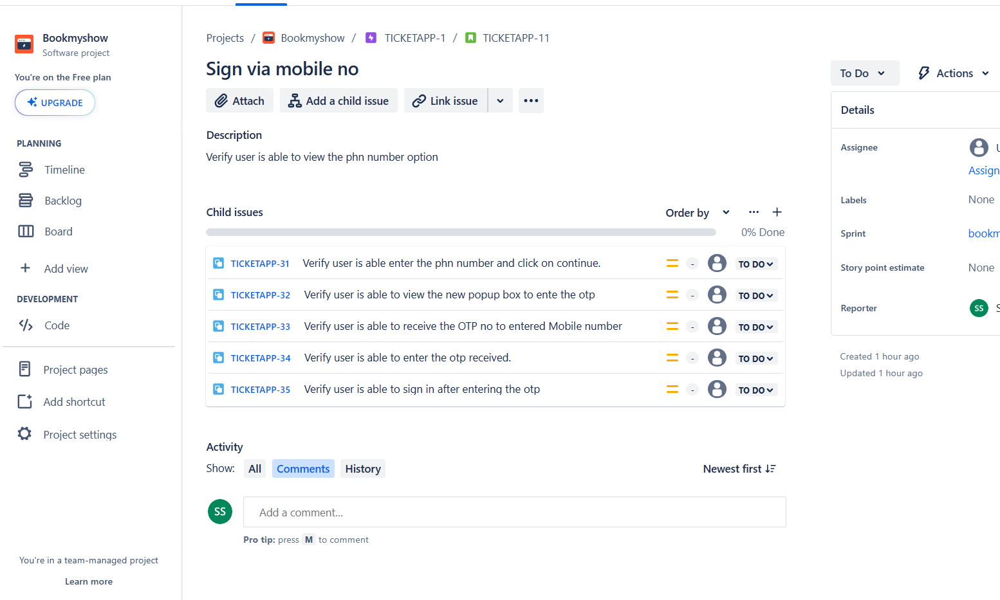 Bookmyshow
Software project
You're on the Free plan
UPGRADE
PLANNING
Timeline
Backlog
Board
Add view
DEVELOPMENT
Code
Project pages
Add shortcut
Project settings
You're in a team-managed project
Learn more
Projects / Bookmyshow / TICKETAPP-1 / TICKETAPP-11
Sign via mobile no
Attach Add a child issue Link issue
Description
Verify user is able to view the phn number option
Child issues Order by
0% Done
TICKETAPP-31 Verify user is able enter the phn number and click on continue. - TO DO
TICKETAPP-32 Verify user is able to view the new popup box to ente the otp - TO DO
TICKETAPP-33 Verify user is able to receive the OTP no to entered Mobile number - TO DO
TICKETAPP-34 Verify user is able to enter the otp received. - TO DO
TICKETAPP-35 Verify user is able to sign in after entering the otp - TO DO
Activity
Show: All Comments History Newest first
SS Add a comment...
Pro tip: press M to comment
To Do Actions
Details
Assignee
Assign
Labels None
Sprint bookm
Story point estimate None
Reporter SS S
Created 1 hour ago
Updated 1 hour ago